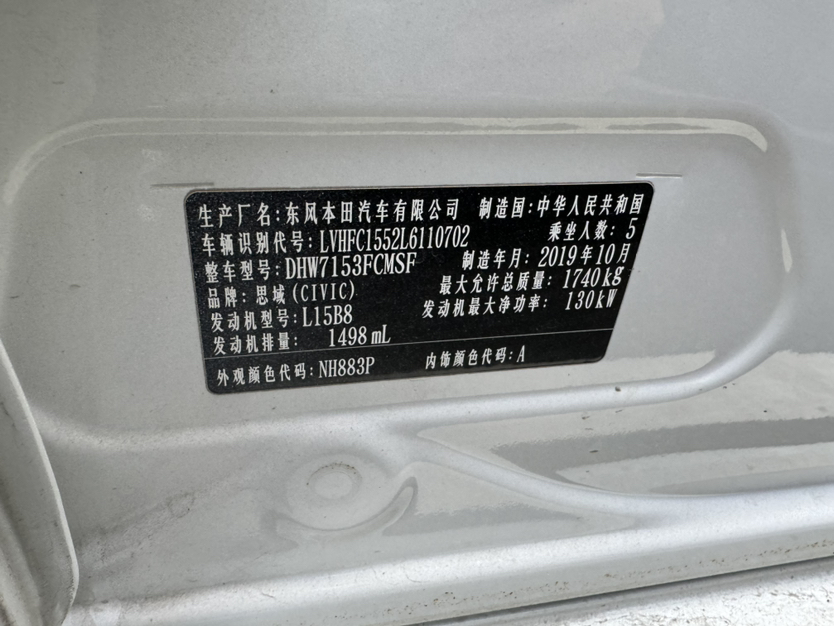 生产厂名:东风本田汽车有限公司 制造国:中华人民共和国
车辆识别代号:LVHFC1552L6110702 乘坐人数:5
整车型号:DHW7153FCMSF 制造年月:2019年10月
品牌:思域(CIVIC) 最大允许总质量:1740kg
发动机型号:L15B8 发动机最大净功率:130kW
发动机排量: 1498mL
外观颜色代码:NH883P 内饰颜色代码:A